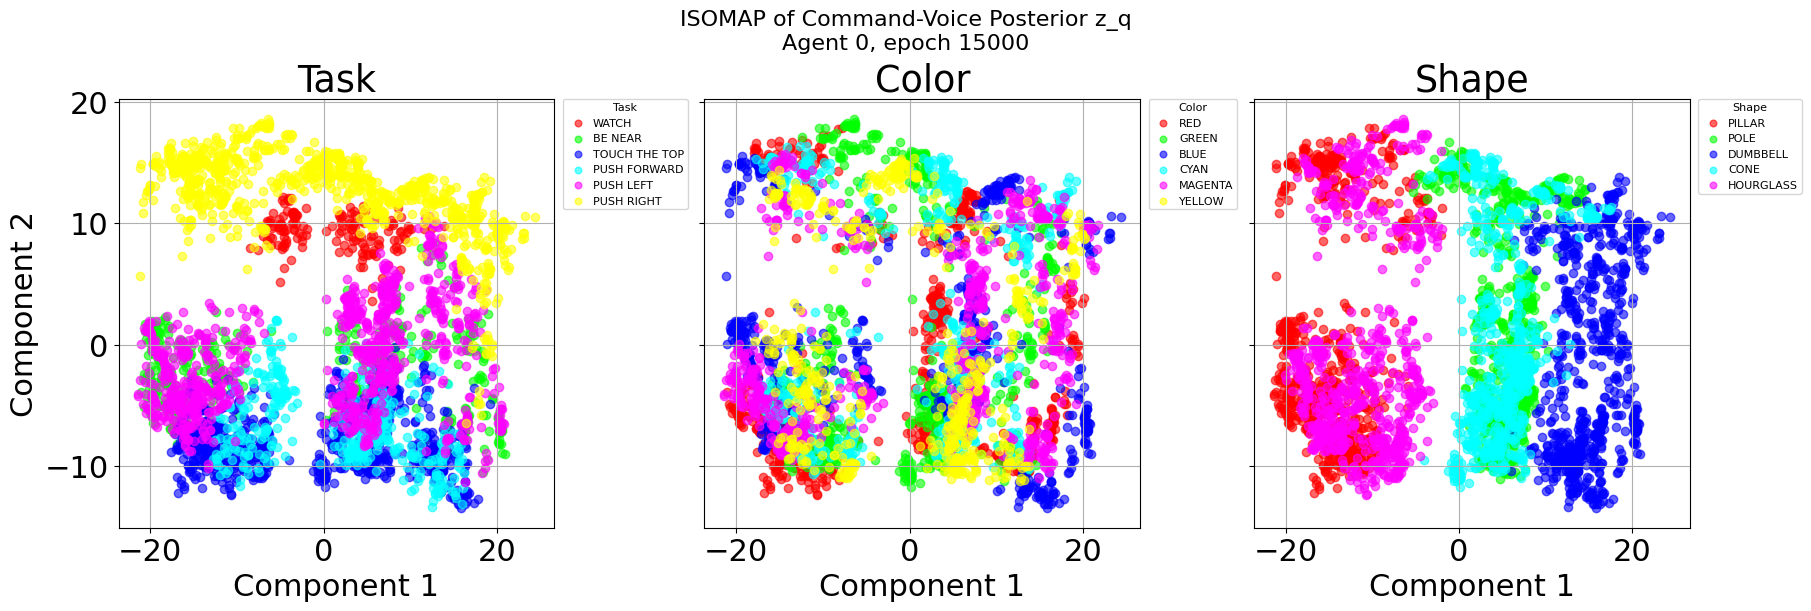 ISOMAP of Command-Voice Posterior z_q
Agent 0, epoch 15000
Task
Color
Shape
Task
WATCH
BE NEAR
TOUCH THE TOP
PUSH FORWARD
PUSH LEFT
PUSH RIGHT
Color
RED
GREEN
BLUE
CYAN
MAGENTA
YELLOW
Shape
PILLAR
POLE
DUMBBELL
CONE
HOURGLASS
Component 2
20
10
0
−10
−20 0 20
−20 0 20
−20 0 20
Component 1
Component 1
Component 1